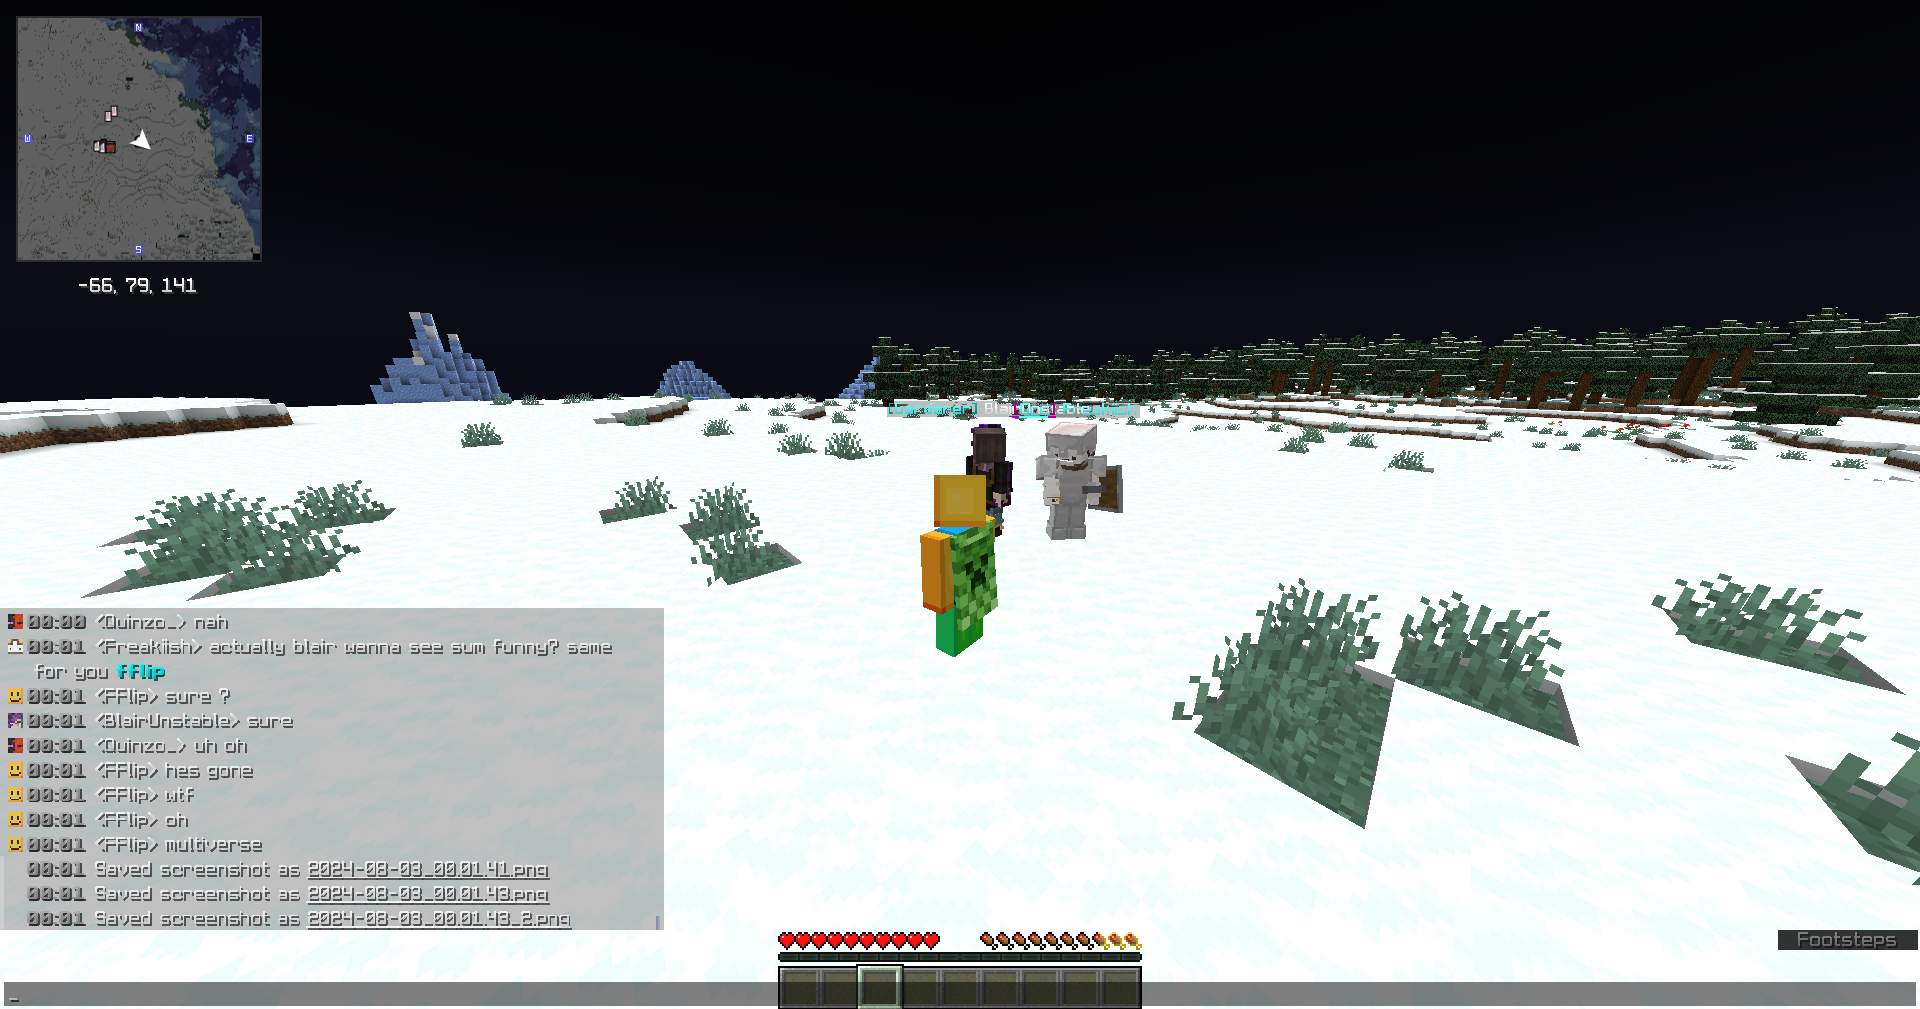 N
W
E
S
-66, 79, 141
00:00 <Quinzo_> nah
00:01 <Freakiish> actually blair wanna see sum funny? same
for you fflip
00:01 <FFlip> sure ?
00:01 <BlairUnstable> sure
00:01 <Quinzo_> uh oh
00:01 <FFlip> hes gone
00:01 <FFlip> wtf
00:01 <FFlip> oh
00:01 <FFlip> multiverse
00:01 Saved screenshot as 2024-08-03_00.01.41.png
00:01 Saved screenshot as 2024-08-03_00.01.43.png
00:01 Saved screenshot as 2024-08-03_00.01.43_2.png
Footsteps
_